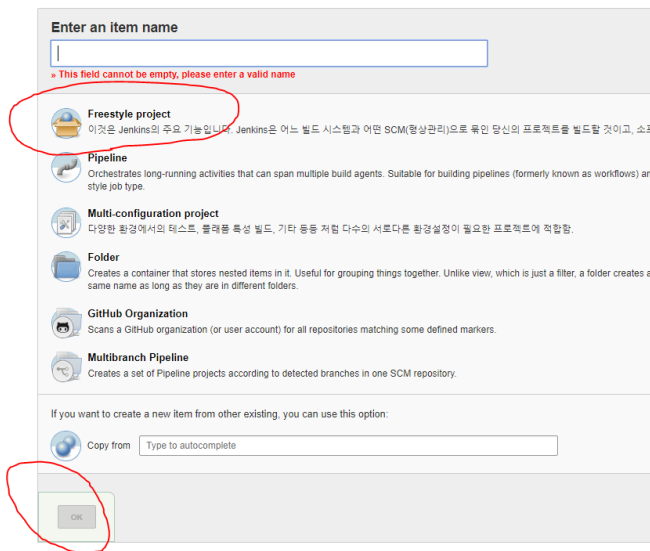 Enter an item name
» This field cannot be empty, please enter a valid name
Freestyle project
이것은 Jenkins의 주요 기능입니다. Jenkins은 어느 빌드 시스템과 어떤 SCM(형상관리)으로 묶인 당신의 프로젝트를 빌드할 것이고, 소프
Pipeline
Orchestrates long-running activities that can span multiple build agents. Suitable for building pipelines (formerly known as workflows) an
style job type.
Multi-configuration project
다양한 환경에서의 테스트, 플래폼 특성 빌드, 기타 등등 처럼 다수의 서로다른 환경설정이 필요한 프로젝트에 적합함.
Folder
Creates a container that stores nested items in it. Useful for grouping things together. Unlike view, which is just a filter, a folder creates a
same name as long as they are in different folders.
GitHub Organization
Scans a GitHub organization (or user account) for all repositories matching some defined markers.
Multibranch Pipeline
Creates a set of Pipeline projects according to detected branches in one SCM repository.
If you want to create a new item from other existing, you can use this option:
Copy from Type to autocomplete
OK